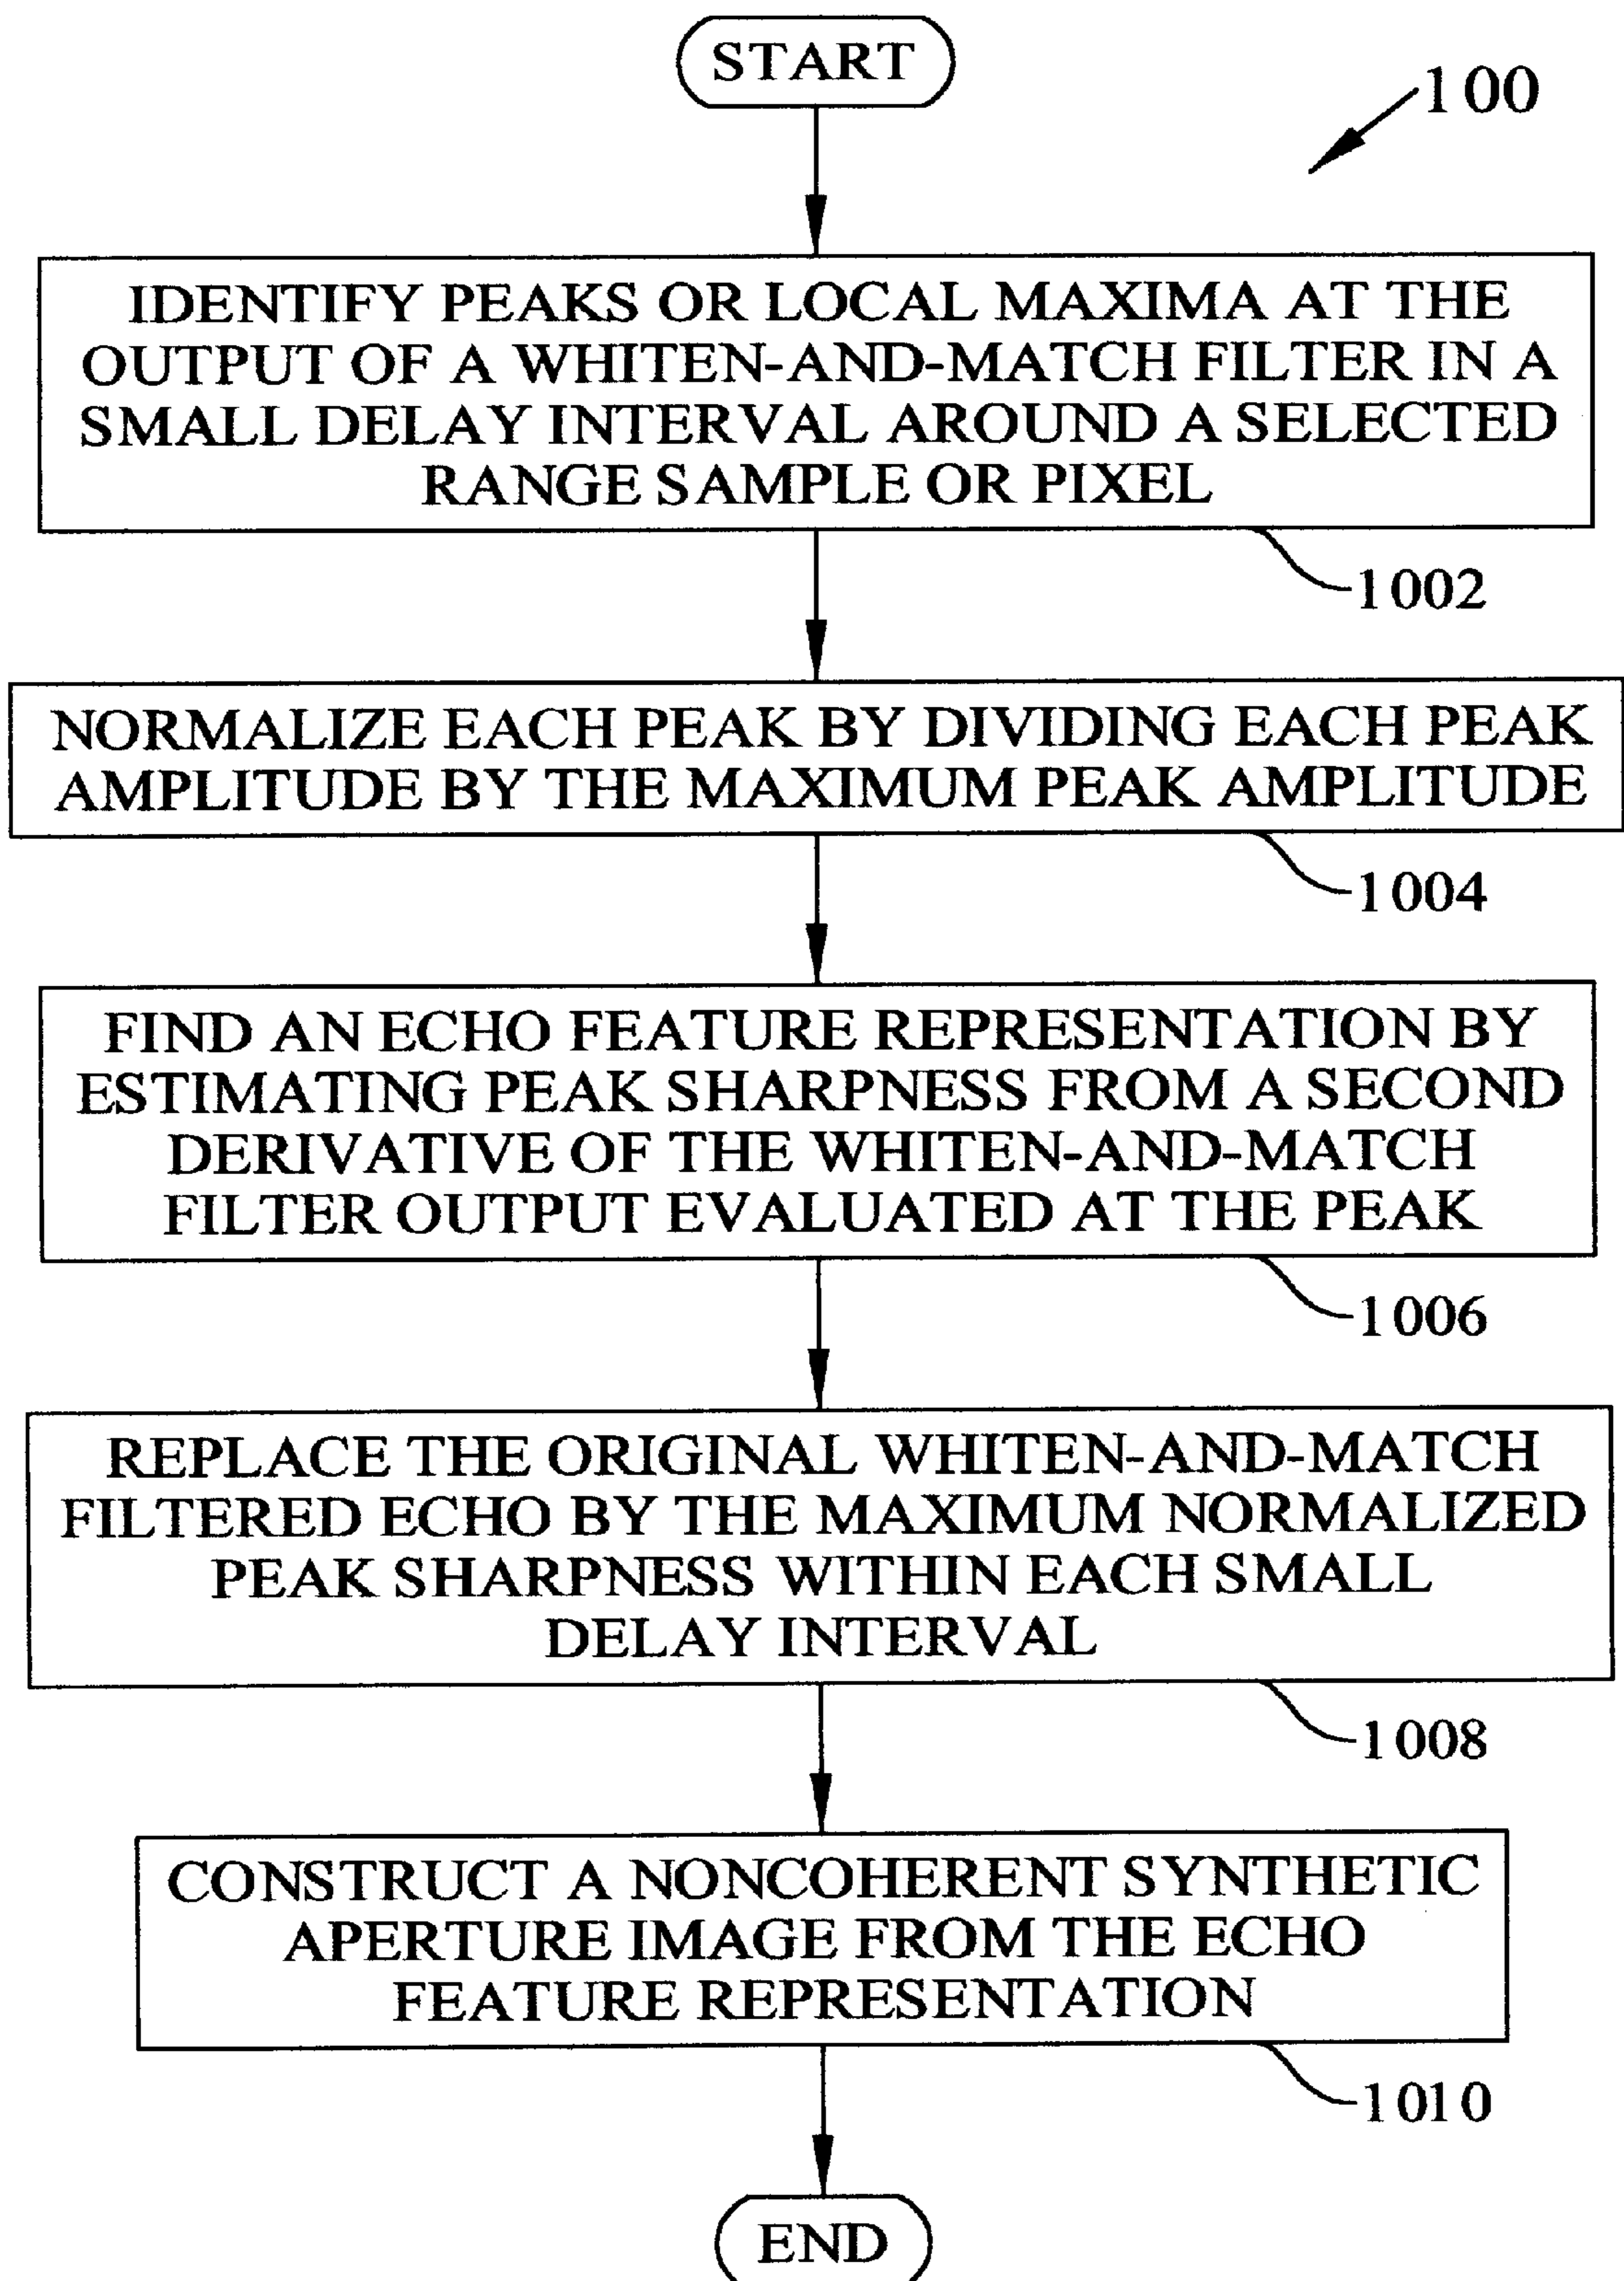 START
100
IDENTIFY PEAKS OR LOCAL MAXIMA AT THE
OUTPUT OF A WHITEN-AND-MATCH FILTER IN A
SMALL DELAY INTERVAL AROUND A SELECTED
RANGE SAMPLE OR PIXEL
1002
NORMALIZE EACH PEAK BY DIVIDING EACH PEAK
AMPLITUDE BY THE MAXIMUM PEAK AMPLITUDE
1004
FIND AN ECHO FEATURE REPRESENTATION BY
ESTIMATING PEAK SHARPNESS FROM A SECOND
DERIVATIVE OF THE WHITEN-AND-MATCH
FILTER OUTPUT EVALUATED AT THE PEAK
1006
REPLACE THE ORIGINAL WHITEN-AND-MATCH
FILTERED ECHO BY THE MAXIMUM NORMALIZED
PEAK SHARPNESS WITHIN EACH SMALL
DELAY INTERVAL
1008
CONSTRUCT A NONCOHERENT SYNTHETIC
APERTURE IMAGE FROM THE ECHO
FEATURE REPRESENTATION
1010
END